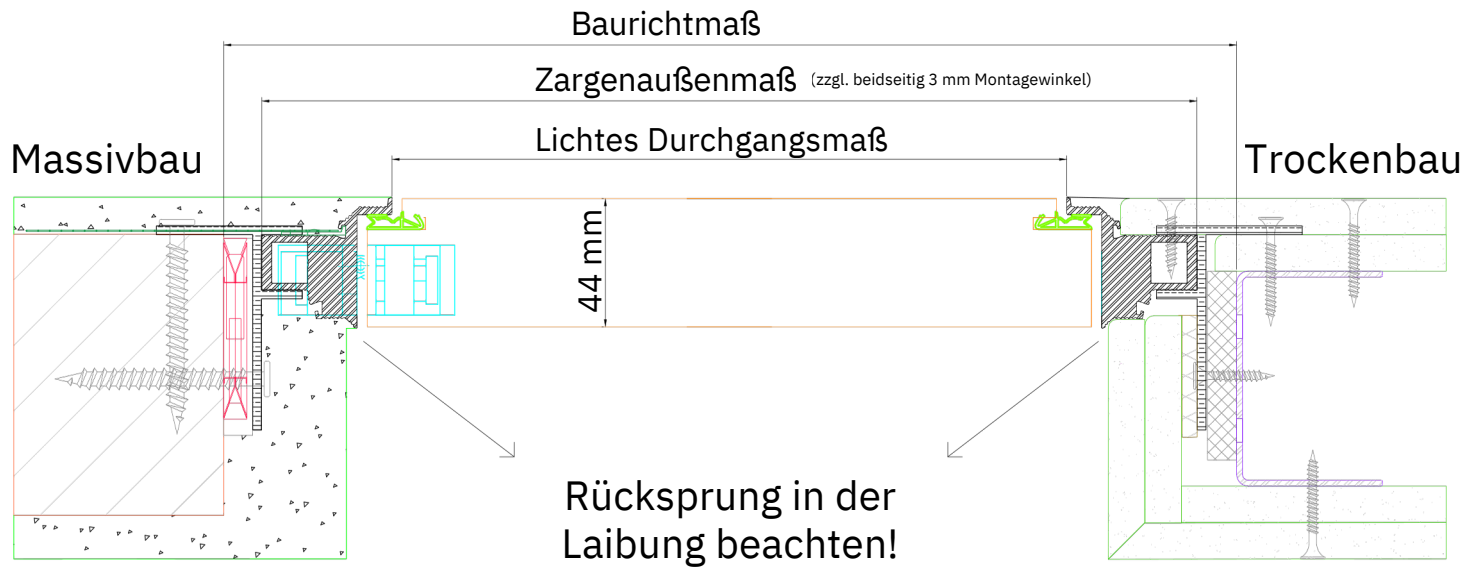 Baurichtmaß
Zargenaußenmaß (zzgl. beidseitig 3 mm Montagewinkel)
Lichtes Durchgangsmaß
Massivbau
Trockenbau
44 mm
Rücksprung in der
Laibung beachten!